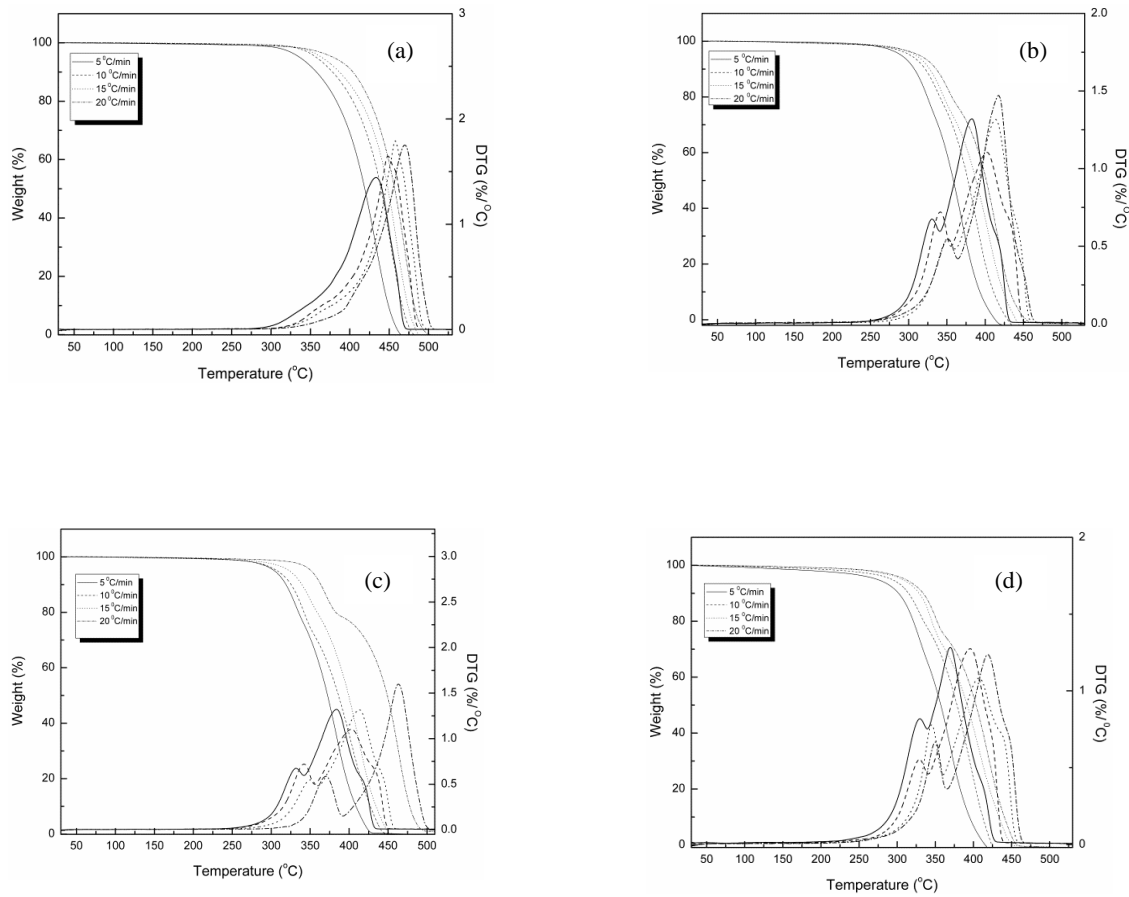 (a)
3
2
1
0
DTG (%/°C)
100
80
60
40
20
0
Weight (%)
5 °C/min
10 °C/min
15 °C/min
20 °C/min
50 100 150 200 250 300 350 400 450 500
Temperature (°C)
(b)
2.0
1.5
1.0
0.5
0.0
DTG (%/°C)
100
80
60
40
20
0
Weight (%)
5 °C/min
10 °C/min
15 °C/min
20 °C/min
50 100 150 200 250 300 350 400 450 500
Temperature (°C)
(c)
3.0
2.5
2.0
1.5
1.0
0.5
0.0
DTG (%/°C)
100
80
60
40
20
0
Weight (%)
5 °C/min
10 °C/min
15 °C/min
20 °C/min
50 100 150 200 250 300 350 400 450 500
Temperature (°C)
(d)
2
1
0
DTG (%/°C)
100
80
60
40
20
0
Weight (%)
5 °C/min
10 °C/min
15 °C/min
20 °C/min
50 100 150 200 250 300 350 400 450 500
Temperature (°C)